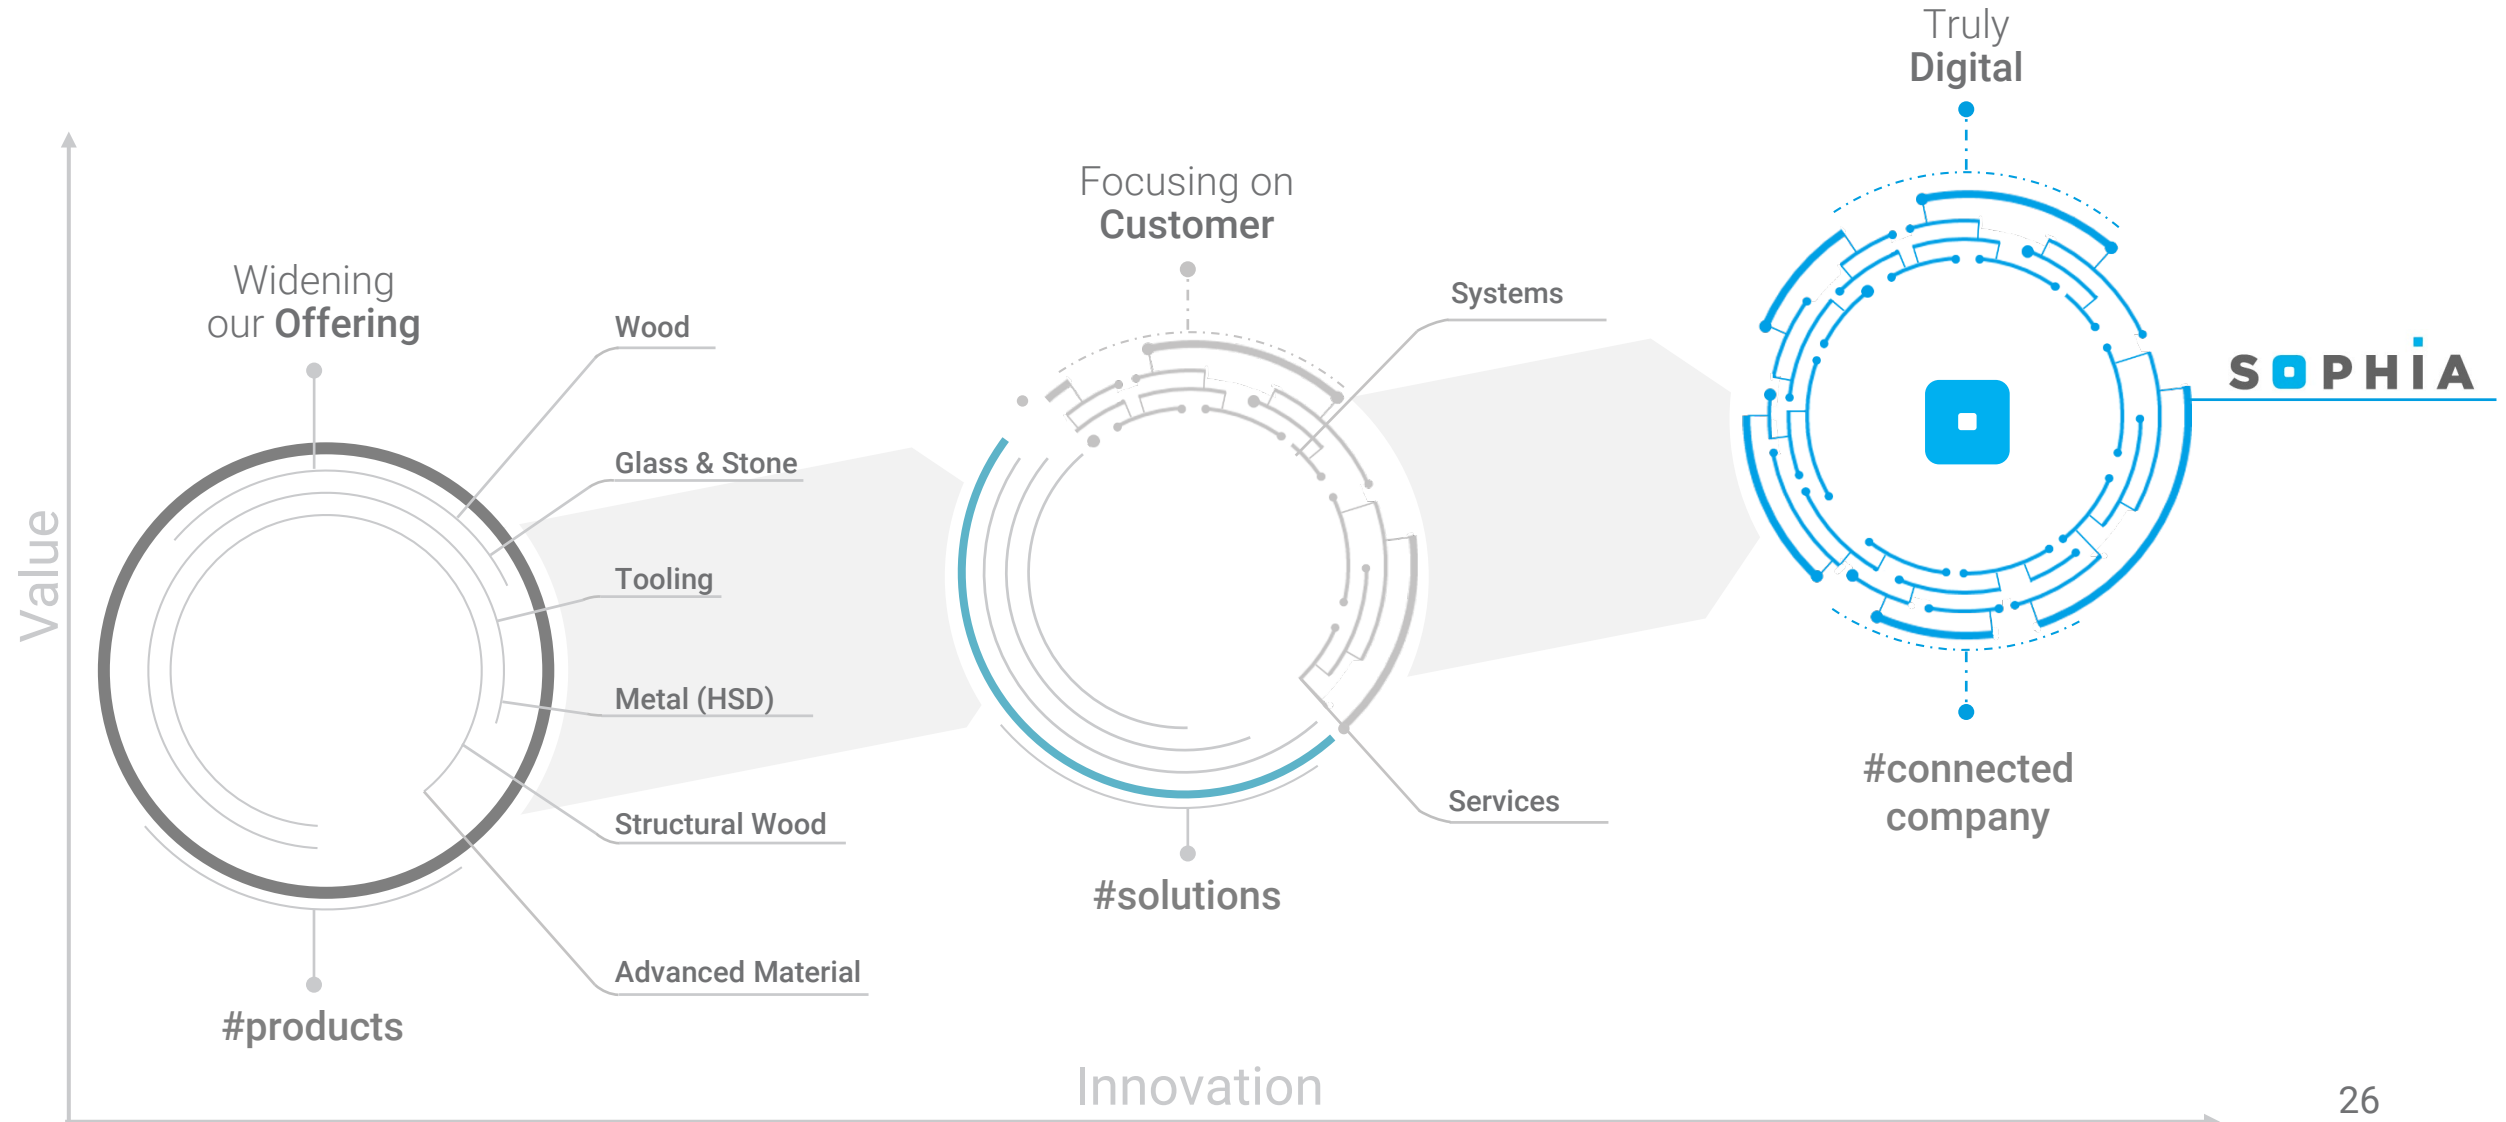 Truly
Digital
Focusing on
Customer
Widening
our Offering
Wood
Glass & Stone
Tooling
Metal (HSD)
Structural Wood
Advanced Material
#products
Systems
Services
#solutions
SOPHIA
#connected
company
Value
Innovation
26